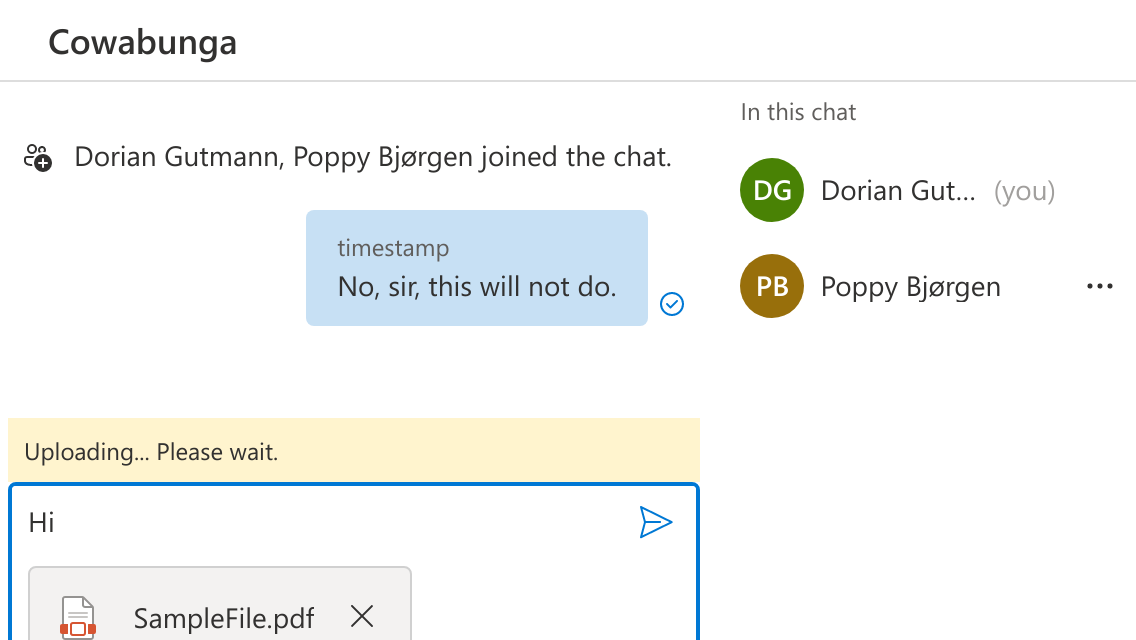 Cowabunga
Dorian Gutmann, Poppy Bjørgen joined the chat.
timestamp
No, sir, this will not do.
Uploading... Please wait.
Hi
SampleFile.pdf
In this chat
DG Dorian Gut... (you)
PB Poppy Bjørgen